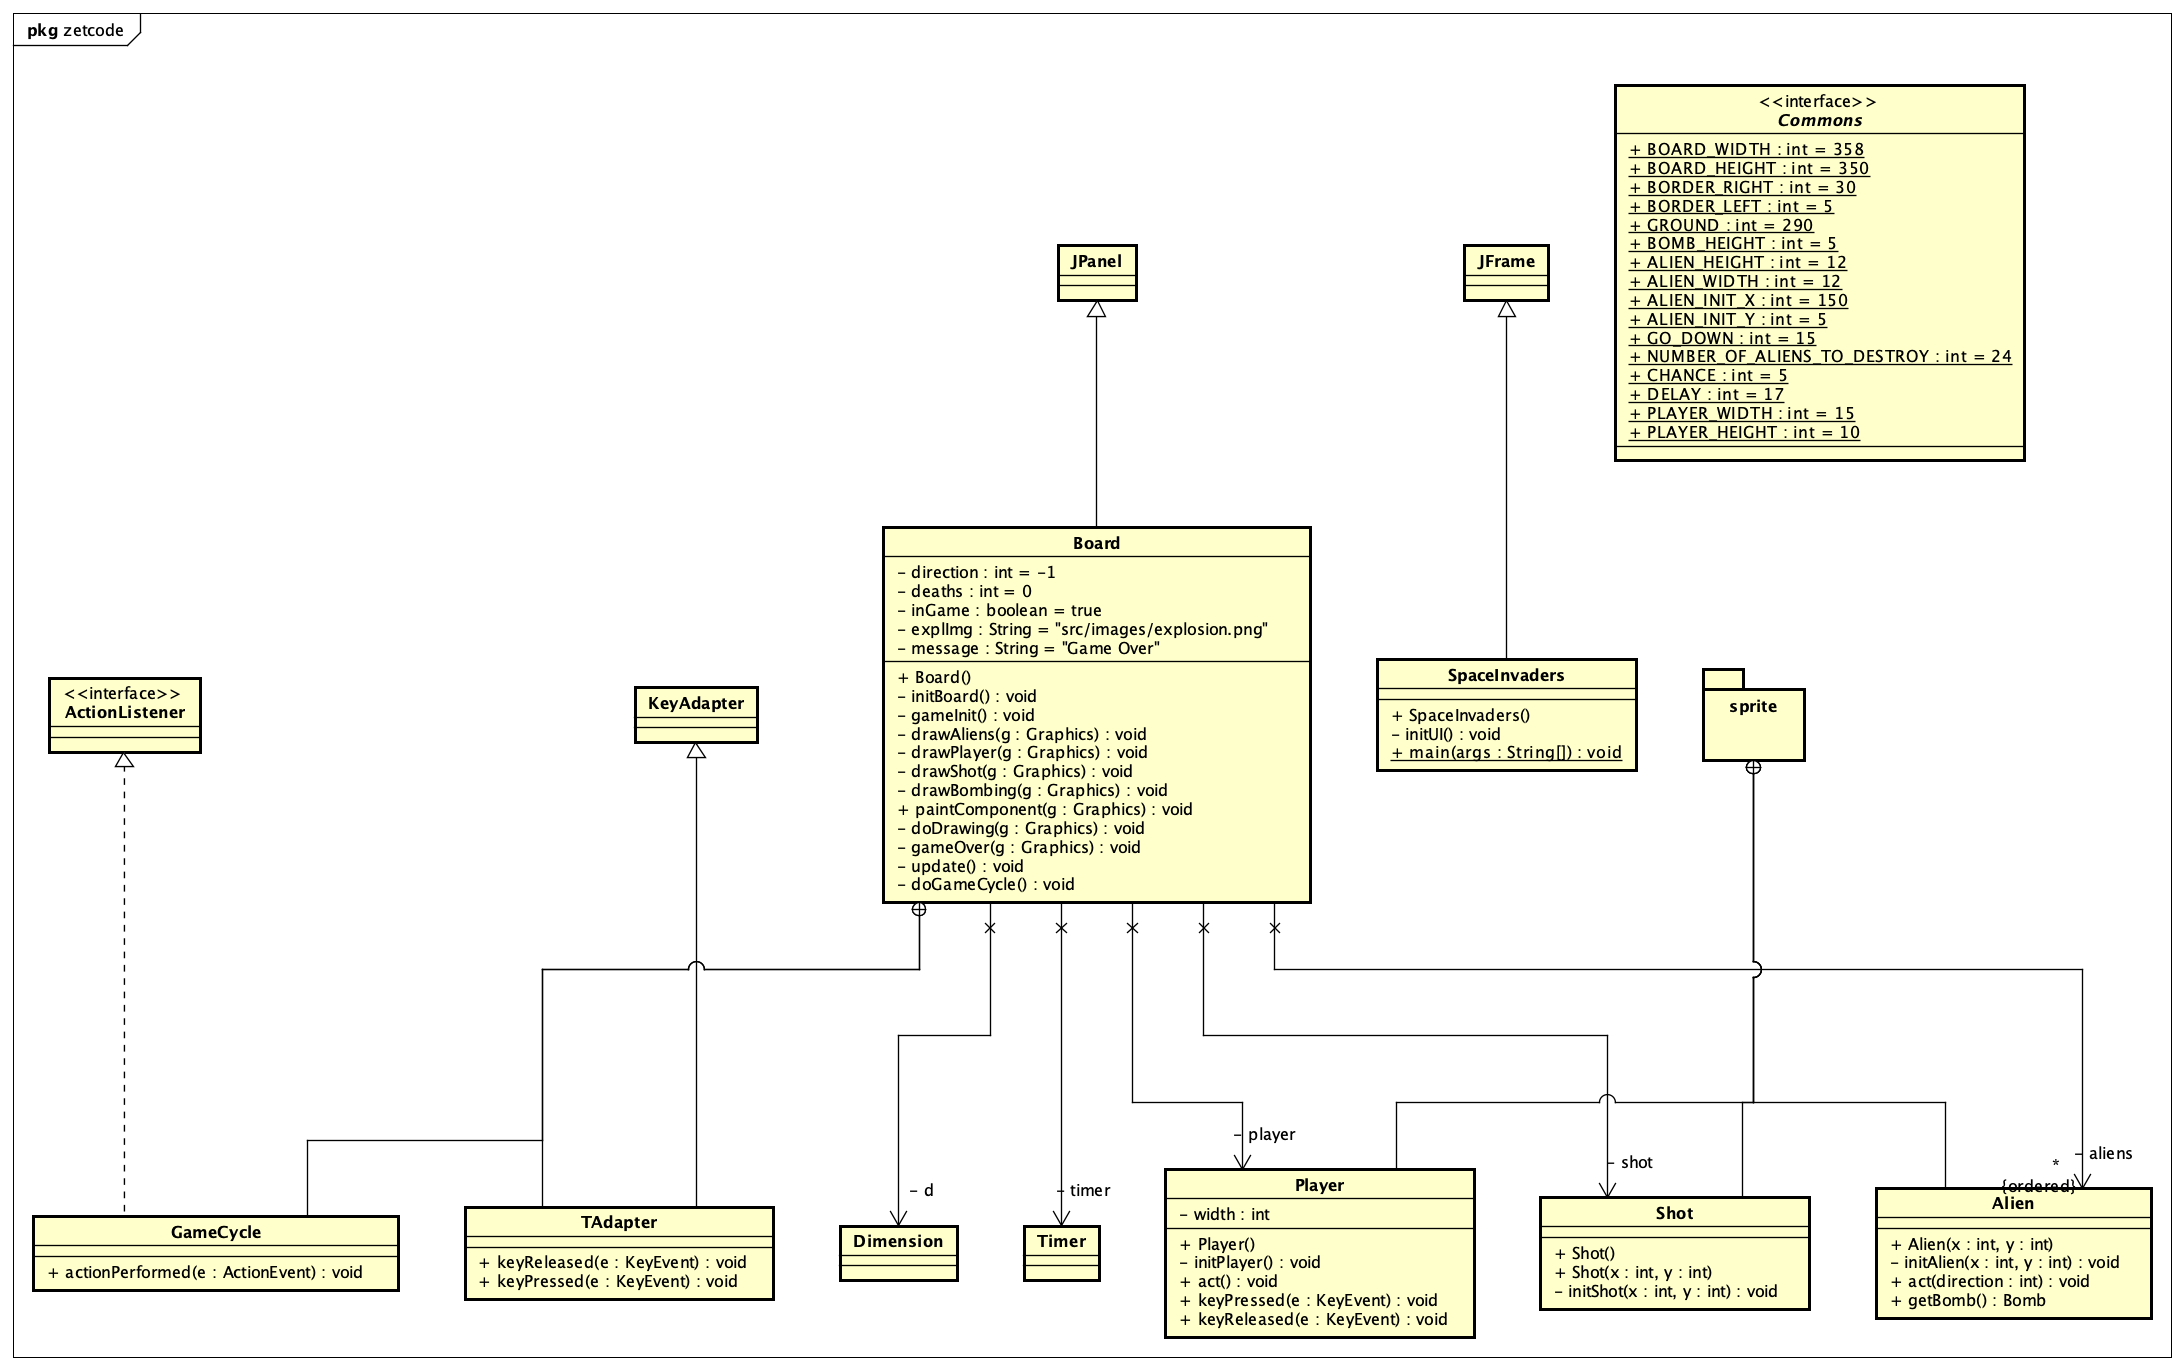 pkg zetcode
<<interface>>
Commons
+ BOARD_WIDTH : int = 358
+ BOARD_HEIGHT : int = 350
+ BORDER_RIGHT : int = 30
+ BORDER_LEFT : int = 5
+ GROUND : int = 290
+ BOMB_HEIGHT : int = 5
+ ALIEN_HEIGHT : int = 12
+ ALIEN_WIDTH : int = 12
+ ALIEN_INIT_X : int = 150
+ ALIEN_INIT_Y : int = 5
+ GO_DOWN : int = 15
+ NUMBER_OF_ALIENS_TO_DESTROY : int = 24
+ CHANCE : int = 5
+ DELAY : int = 17
+ PLAYER_WIDTH : int = 15
+ PLAYER_HEIGHT : int = 10
JPanel
JFrame
Board
- direction : int = -1
- deaths : int = 0
- inGame : boolean = true
- explImg : String = "src/images/explosion.png"
- message : String = "Game Over"
+ Board()
- initBoard() : void
- gameInit() : void
- drawAliens(g : Graphics) : void
- drawPlayer(g : Graphics) : void
- drawShot(g : Graphics) : void
- drawBombing(g : Graphics) : void
+ paintComponent(g : Graphics) : void
- doDrawing(g : Graphics) : void
- gameOver(g : Graphics) : void
- update() : void
- doGameCycle() : void
<<interface>>
ActionListener
KeyAdapter
SpaceInvaders
+ SpaceInvaders()
- initUI() : void
+ main(args : String[]) : void
sprite
- player
- shot
- aliens
*
{ordered}
- d
- timer
GameCycle
+ actionPerformed(e : ActionEvent) : void
TAdapter
+ keyReleased(e : KeyEvent) : void
+ keyPressed(e : KeyEvent) : void
Dimension
Timer
Player
- width : int
+ Player()
- initPlayer() : void
+ act() : void
+ keyPressed(e : KeyEvent) : void
+ keyReleased(e : KeyEvent) : void
Shot
+ Shot()
+ Shot(x : int, y : int)
- initShot(x : int, y : int) : void
Alien
+ Alien(x : int, y : int)
- initAlien(x : int, y : int) : void
+ act(direction : int) : void
+ getBomb() : Bomb